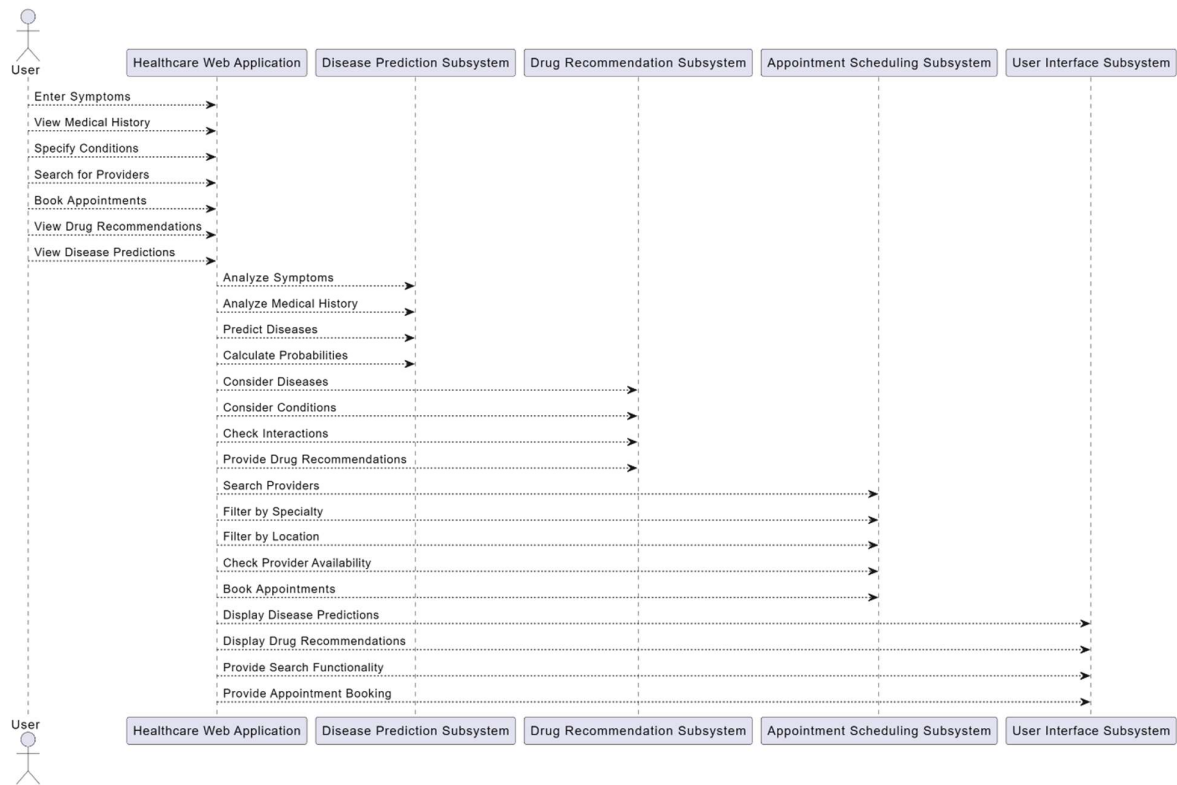 User
Healthcare Web Application
Disease Prediction Subsystem
Drug Recommendation Subsystem
Appointment Scheduling Subsystem
User Interface Subsystem
Enter Symptoms
View Medical History
Specify Conditions
Search for Providers
Book Appointments
View Drug Recommendations
View Disease Predictions
Analyze Symptoms
Analyze Medical History
Predict Diseases
Calculate Probabilities
Consider Diseases
Consider Conditions
Check Interactions
Provide Drug Recommendations
Search Providers
Filter by Specialty
Filter by Location
Check Provider Availability
Book Appointments
Display Disease Predictions
Display Drug Recommendations
Provide Search Functionality
Provide Appointment Booking
User
Healthcare Web Application
Disease Prediction Subsystem
Drug Recommendation Subsystem
Appointment Scheduling Subsystem
User Interface Subsystem